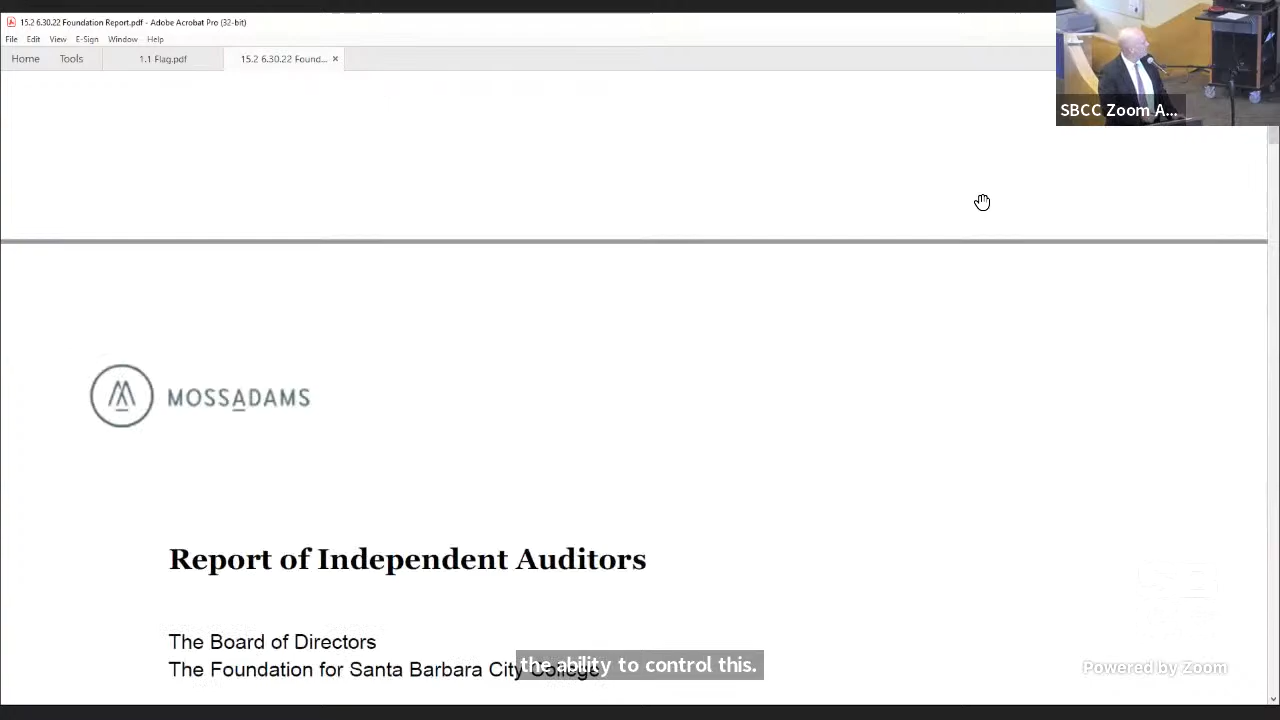 15.2 6.30.22 Foundation Report.pdf - Adobe Acrobat Pro (32-bit)
File Edit View E-Sign Window Help
Home Tools 1.1 Flag.pdf 15.2 6.30.22 Found... ×
SBCC Zoom A...
MOSSADAMS
Report of Independent Auditors
The Board of Directors
The Foundation for Santa Barbara City College
the ability to control this.
Powered by Zoom